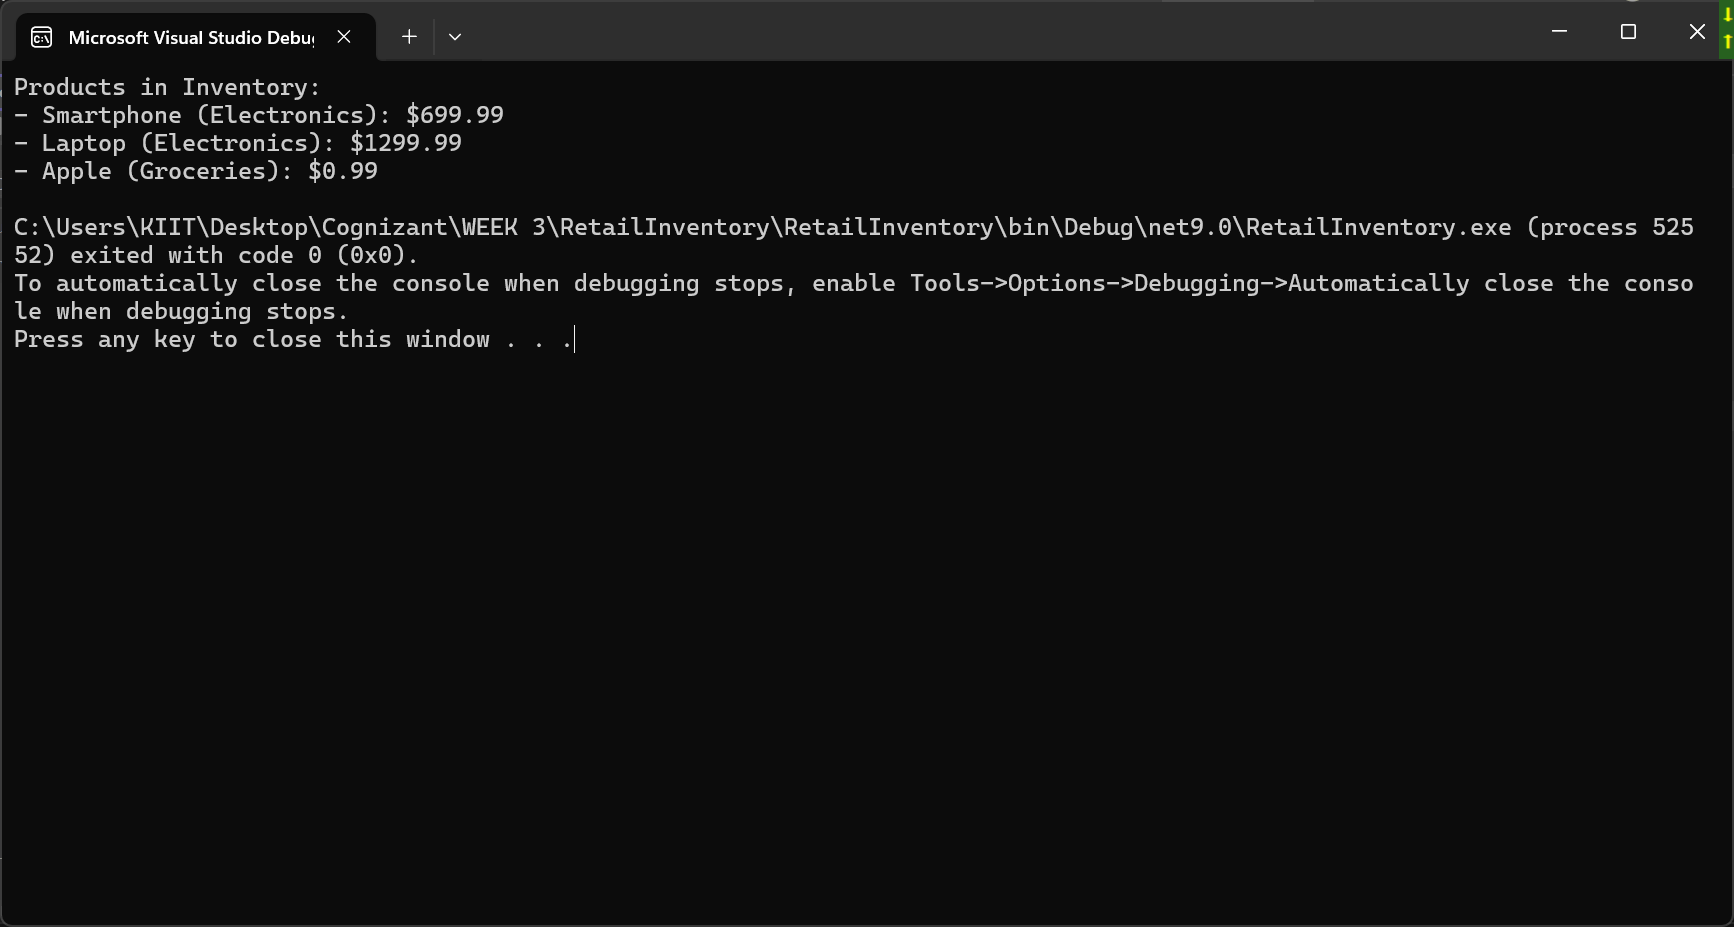 Microsoft Visual Studio Debug
Products in Inventory:
- Smartphone (Electronics): $699.99
- Laptop (Electronics): $1299.99
- Apple (Groceries): $0.99
C:\Users\KIIT\Desktop\Cognizant\WEEK 3\RetailInventory\RetailInventory\bin\Debug\net9.0\RetailInventory.exe (process 525
52) exited with code 0 (0x0).
To automatically close the console when debugging stops, enable Tools->Options->Debugging->Automatically close the conso
le when debugging stops.
Press any key to close this window . . .